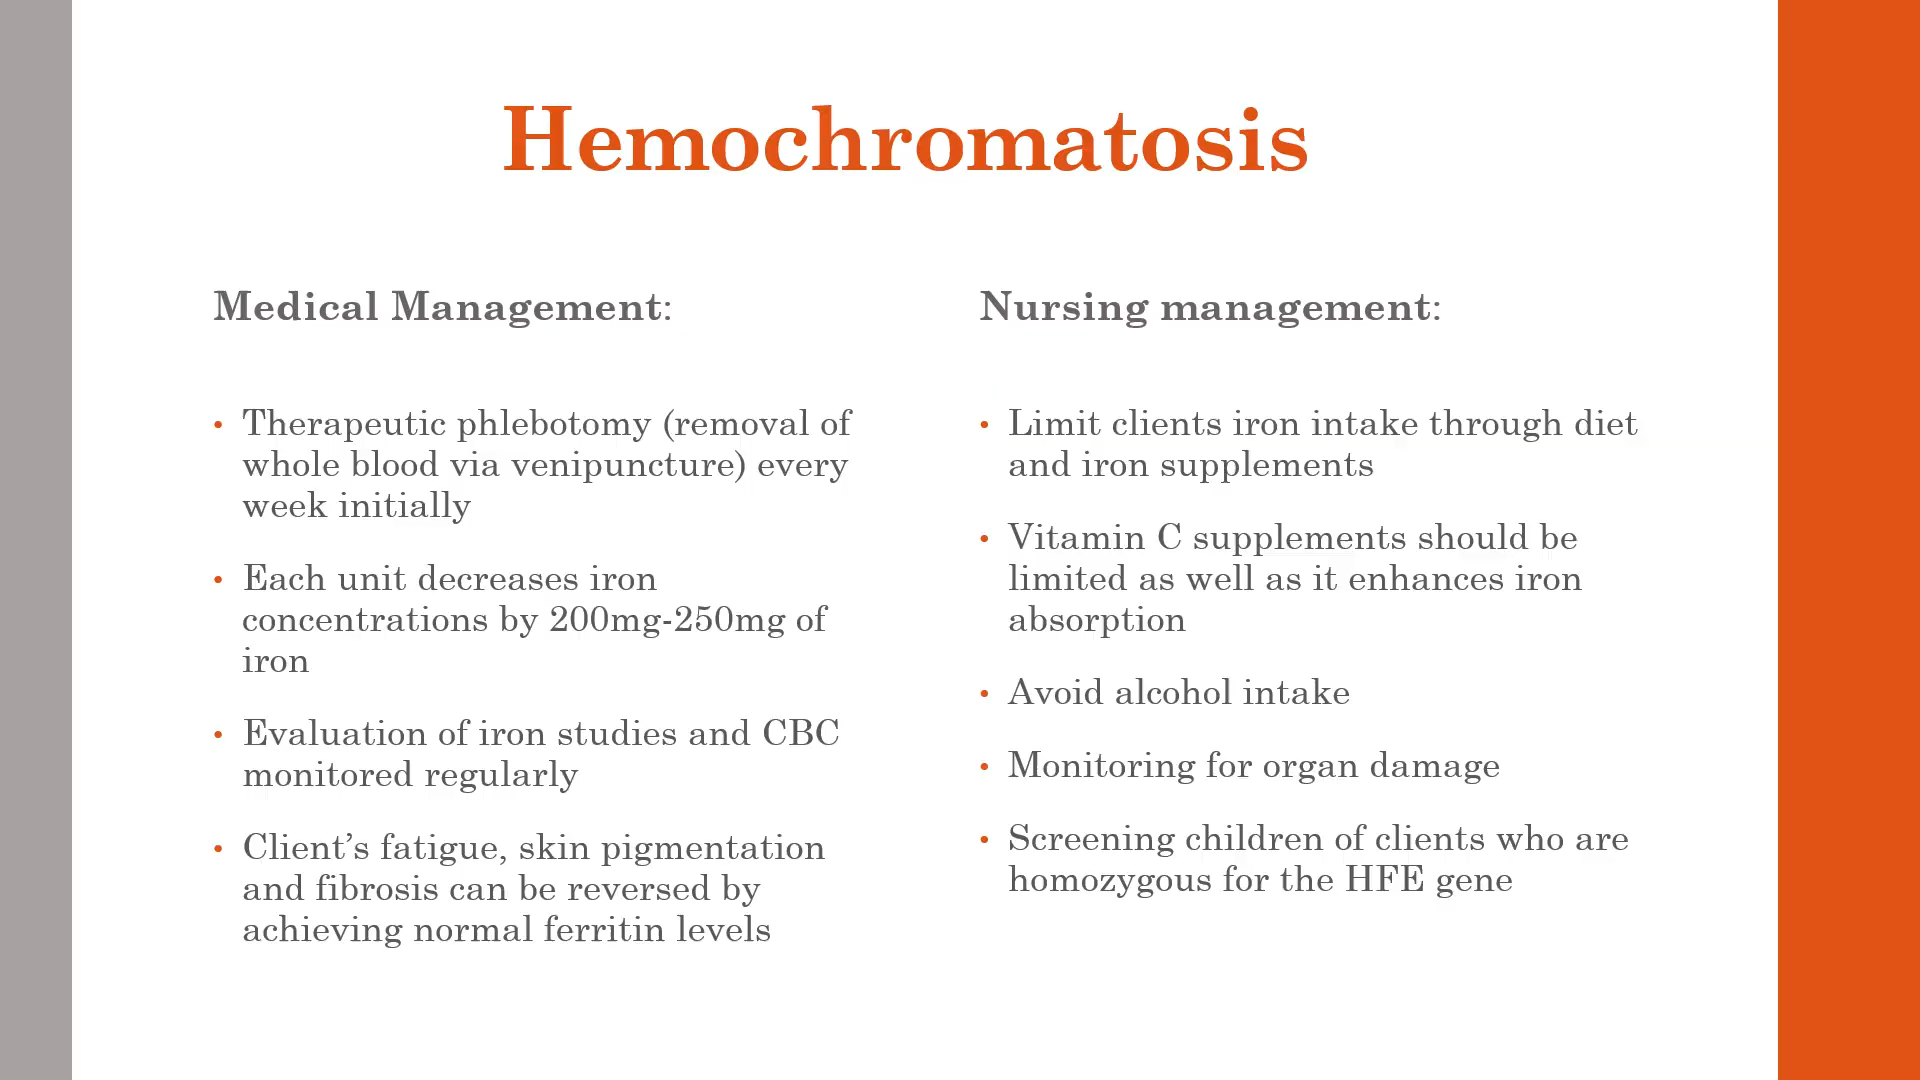 Hemochromatosis
Medical Management:
• Therapeutic phlebotomy (removal of
whole blood via venipuncture) every
week initially
• Each unit decreases iron
concentrations by 200mg-250mg of
iron
• Evaluation of iron studies and CBC
monitored regularly
• Client’s fatigue, skin pigmentation
and fibrosis can be reversed by
achieving normal ferritin levels
Nursing management:
• Limit clients iron intake through diet
and iron supplements
• Vitamin C supplements should be
limited as well as it enhances iron
absorption
• Avoid alcohol intake
• Monitoring for organ damage
• Screening children of clients who are
homozygous for the HFE gene